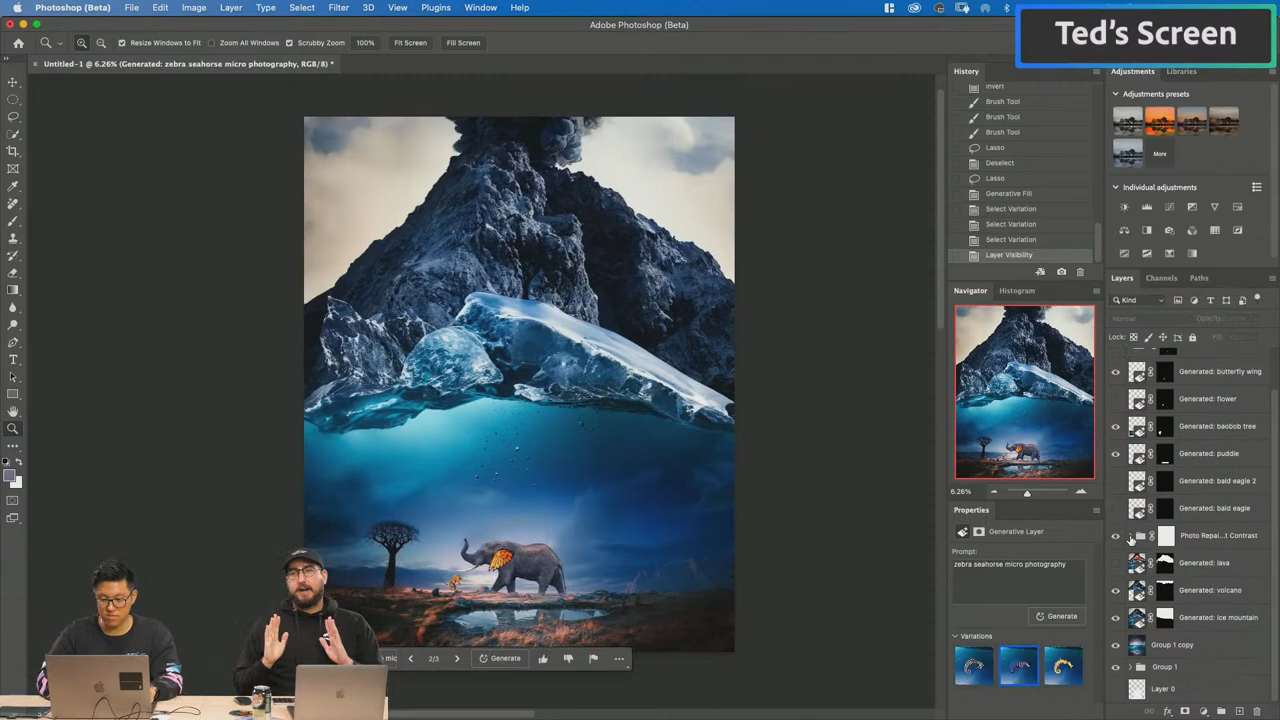 Photoshop (Beta) File Edit Image Layer Type Select Filter 3D View Plugins Window Help
Adobe Photoshop (Beta)
Ted's Screen
Resize Windows to Fit Zoom All Windows Scrubby Zoom 100% Fit Screen Fill Screen
Untitled-1 @ 6.26% (Generated: zebra seahorse micro photography, RGB/8) *
History
Invert
Brush Tool
Brush Tool
Brush Tool
Lasso
Deselect
Lasso
Generative Fill
Select Variation
Select Variation
Select Variation
Layer Visibility
Navigator Histogram
6.26%
Properties
Generative Layer
Prompt:
zebra seahorse micro photography
Generate
Variations
Adjustments Libraries
Adjustments presets
More
Individual adjustments
Layers Channels Paths
Kind
Normal Opacity:
Lock: Fill:
Generated: butterfly wing
Generated: flower
Generated: baobob tree
Generated: puddle
Generated: bald eagle 2
Generated: bald eagle
Photo Repai...t Contrast
Generated: lava
Generated: volcano
Generated: ice mountain
Group 1 copy
Group 1
Layer 0
2/3 Generate